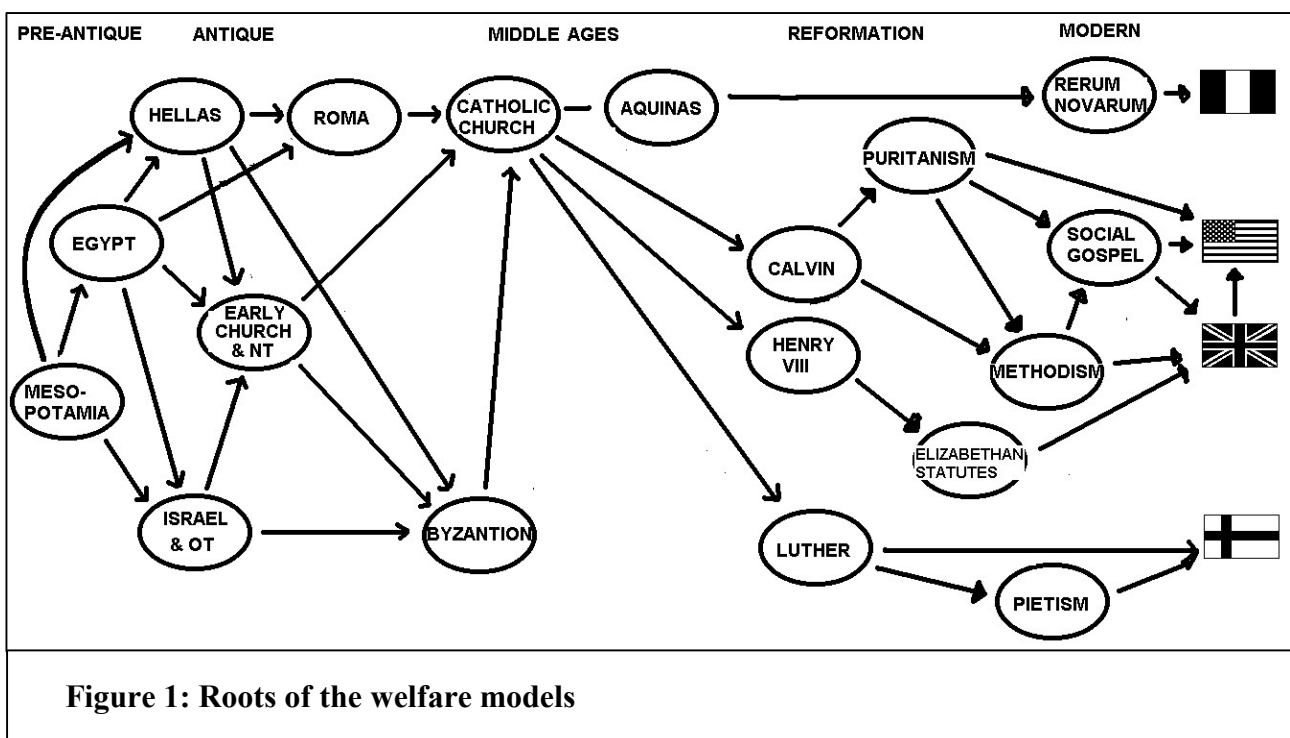 PRE-ANTIQUE
ANTIQUE
MIDDLE AGES
REFORMATION
MODERN
HELLAS
ROMA
CATHOLIC
CHURCH
AQUINAS
RERUM
NOVARUM
PURITANISM
EGYPT
SOCIAL
GOSPEL
CALVIN
EARLY
CHURCH
& NT
HENRY
VIII
METHODISM
MESO-
POTAMIA
ELIZABETHAN
STATUTES
ISRAEL
& OT
BYZANTION
LUTHER
PIETISM
Figure 1: Roots of the welfare models